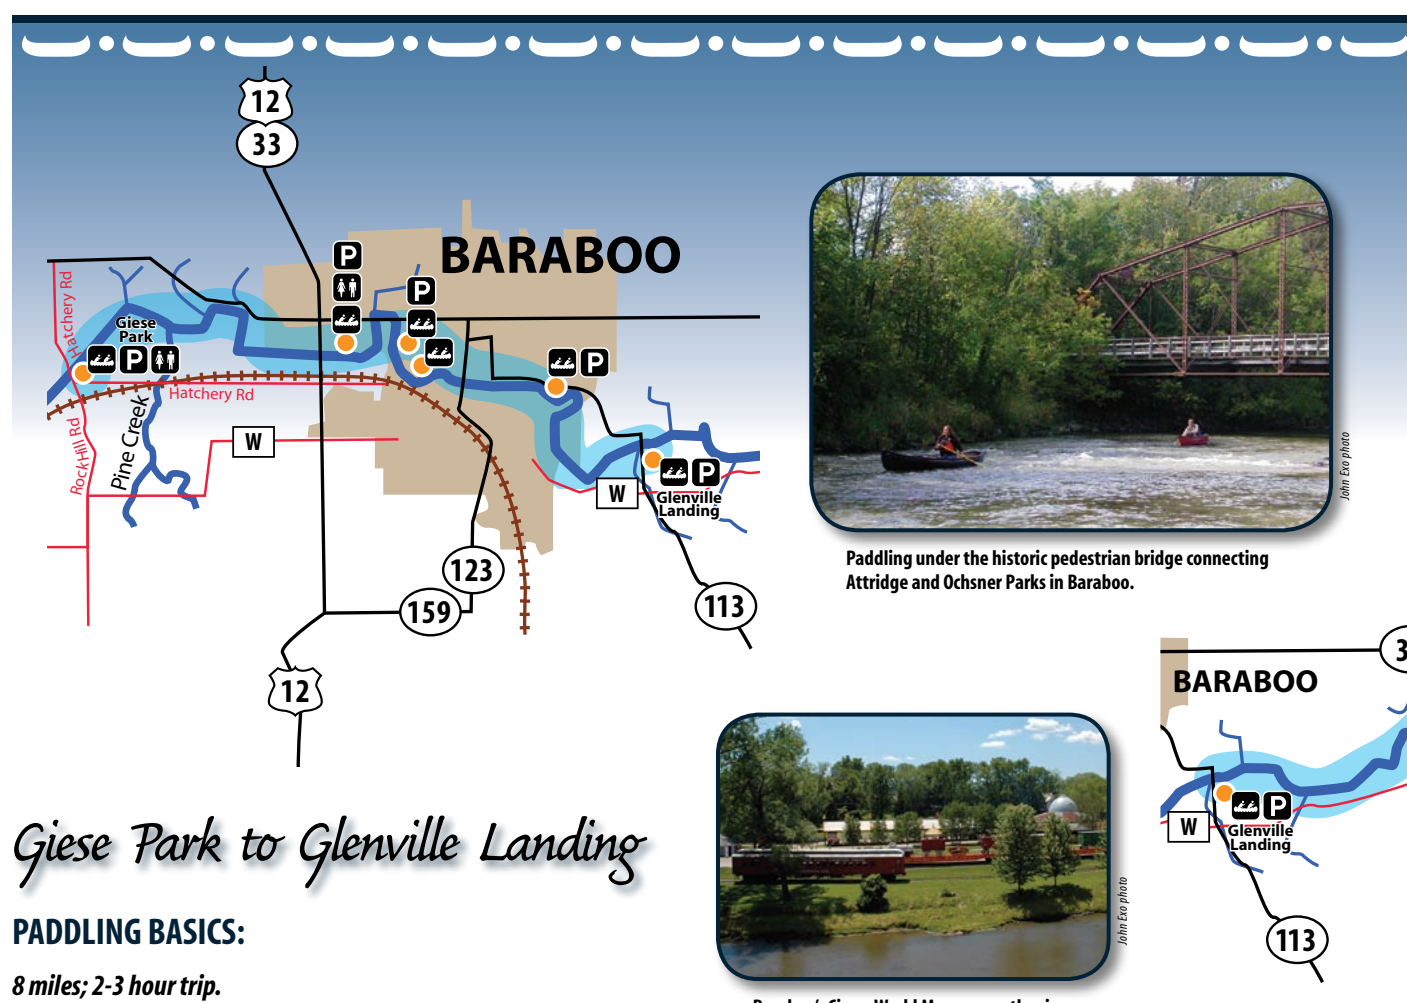 12
33
BARABOO
P
P
Hatchery Rd
Giese
Park
P
P
Hatchery Rd
Pine Creek
RockHill Rd
W
P
W
Glenville
Landing
123
159
113
12
John Exo photo
Paddling under the historic pedestrian bridge connecting
Attridge and Ochsner Parks in Baraboo.
BARABOO
P
W
Glenville
Landing
113
John Exo photo
Giese Park to Glenville Landing
PADDLING BASICS:
8 miles; 2-3 hour trip.